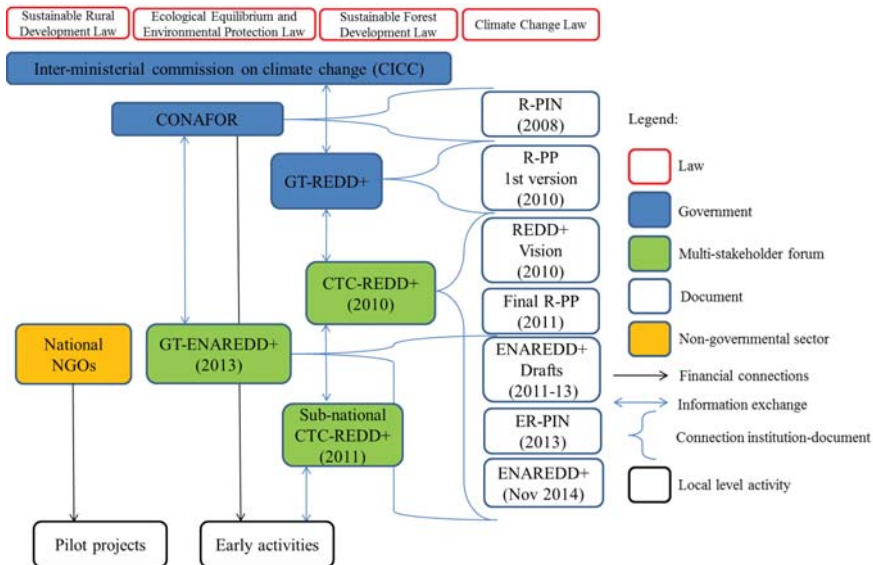 Sustainable Rural
Development Law
Ecological Equilibrium and
Environmental Protection Law
Sustainable Forest
Development Law
Climate Change Law
Inter-ministerial commission on climate change (CICC)
CONAFOR
GT-REDD+
CTC-REDD+
(2010)
National
NGOs
GT-ENAREDD+
(2013)
Sub-national
CTC-REDD+
(2011)
Pilot projects
Early activities
R-PIN
(2008)
R-PP
1st version
(2010)
REDD+
Vision
(2010)
Final R-PP
(2011)
ENAREDD+
Drafts
(2011-13)
ER-PIN
(2013)
ENAREDD+
(Nov 2014)
Legend:
Law
Government
Multi-stakeholder forum
Document
Non-governmental sector
Financial connections
Information exchange
Connection institution-document
Local level activity